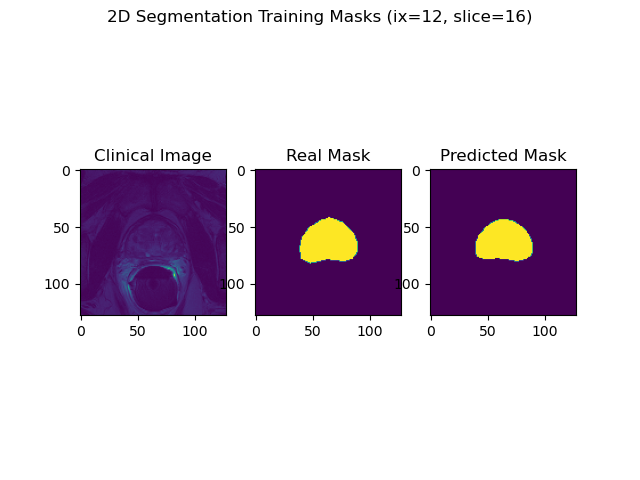 2D Segmentation Training Masks (ix=12, slice=16)
Clinical Image Real Mask Predicted Mask
0 0 0
50 50 50
100 100 100
0 50 100 0 50 100 0 50 100